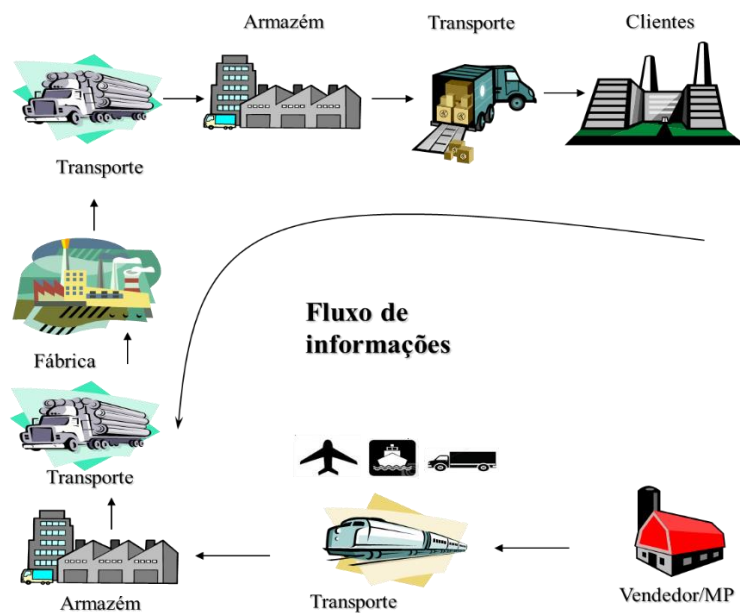 Armazém
Transporte
Clientes
Transporte
Fluxo de
informações
Fábrica
Transporte
Armazém
Transporte
Vendedor/MP